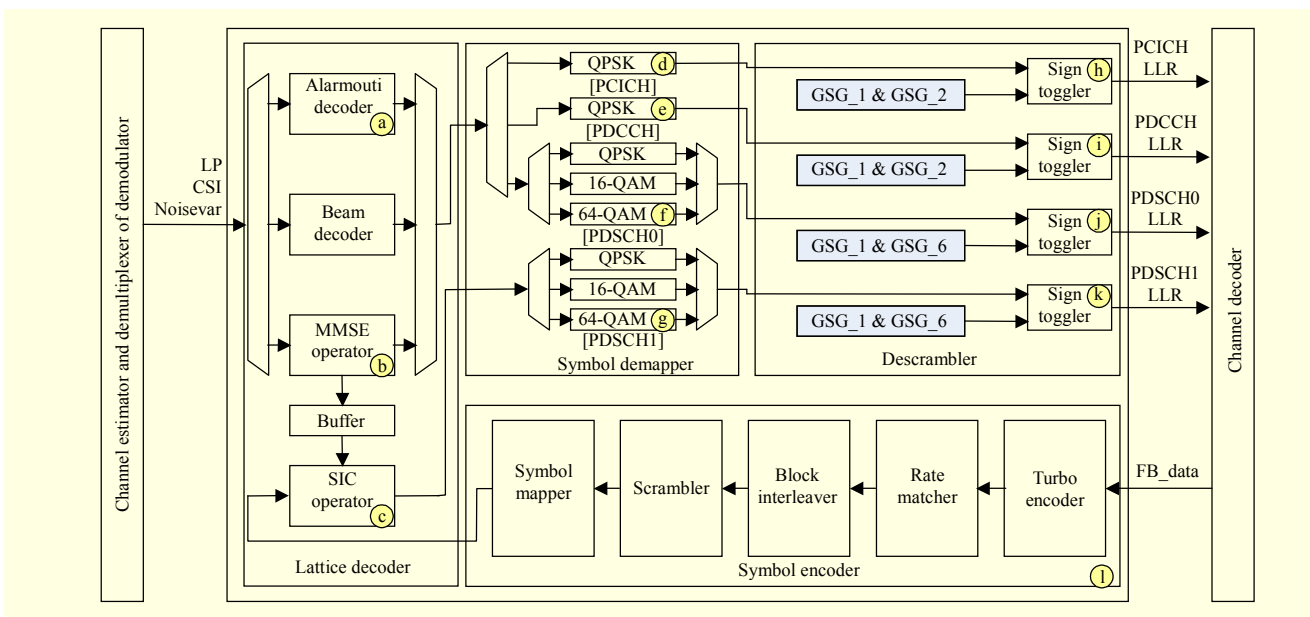 Channel estimator and demultiplexer of demodulator
LP
CSI
Noisevar
Alarmouti
decoder
a
Beam
decoder
MMSE
operator
b
Buffer
SIC
operator
c
Lattice decoder
QPSK
d
[PCICH]
QPSK
e
[PDCCH]
QPSK
16-QAM
64-QAM
f
[PDSCH0]
QPSK
16-QAM
64-QAM
g
[PDSCH1]
Symbol demapper
GSG_1 & GSG_2
Sign
toggler
h
GSG_1 & GSG_2
Sign
toggler
i
GSG_1 & GSG_6
Sign
toggler
j
GSG_1 & GSG_6
Sign
toggler
k
Descrambler
PCICH
LLR
PDCCH
LLR
PDSCH0
LLR
PDSCH1
LLR
Channel decoder
Symbol
mapper
Scrambler
Block
interleaver
Rate
matcher
Turbo
encoder
FB_data
Symbol encoder
l